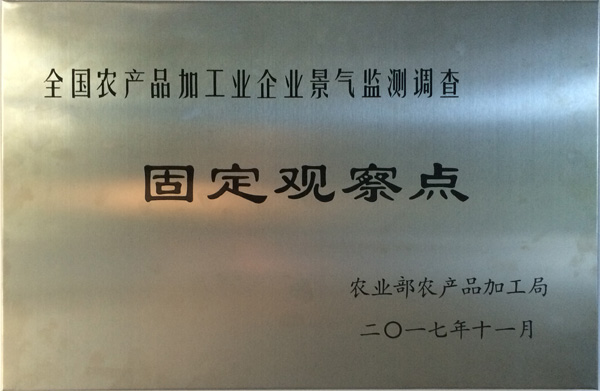 全国农产品加工业企业景气监测调查
固定观察点
农业部农产品加工局
二〇一七年十一月